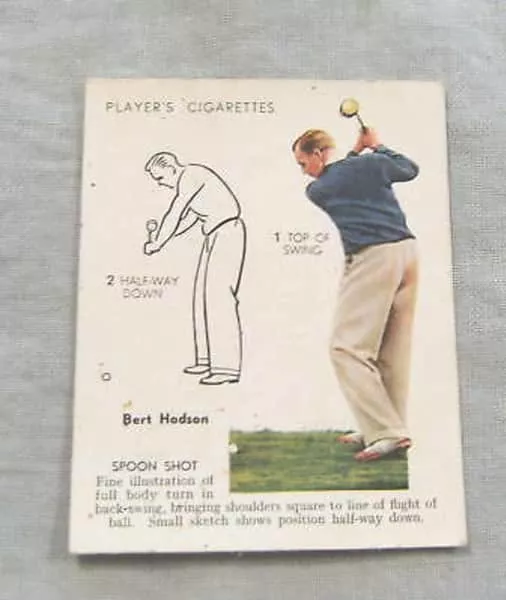 PLAYER'S CIGARETTES
1 TOP OF
SWING
2 HALF-WAY
DOWN
Bert Hodson
SPOON SHOT
Fine illustration of
full body turn in
back-swing, bringing shoulders square to line of flight of
ball. Small sketch shows position half-way down.